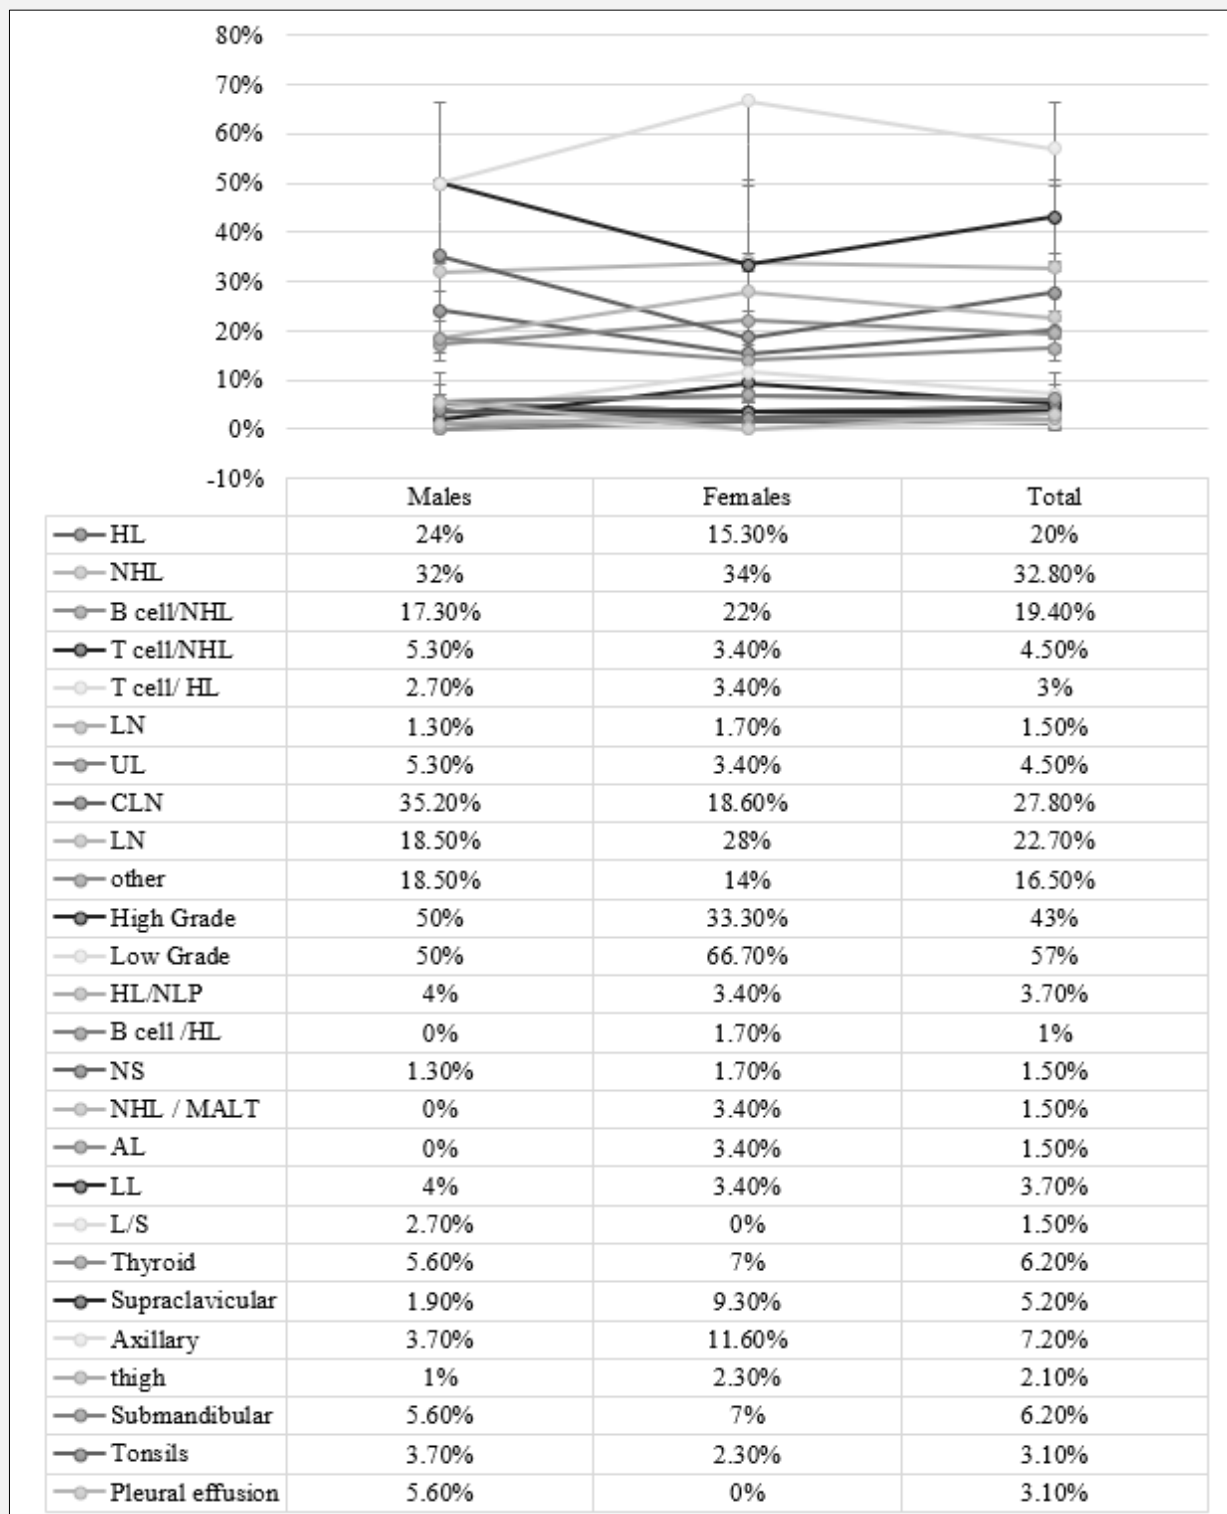 80%
70%
60%
50%
40%
30%
20%
10%
0%
-10%
Males Females Total
HL 24% 15.30% 20%
NHL 32% 34% 32.80%
B cell/NHL 17.30% 22% 19.40%
T cell/NHL 5.30% 3.40% 4.50%
T cell/ HL 2.70% 3.40% 3%
LN 1.30% 1.70% 1.50%
UL 5.30% 3.40% 4.50%
CLN 35.20% 18.60% 27.80%
LN 18.50% 28% 22.70%
other 18.50% 14% 16.50%
High Grade 50% 33.30% 43%
Low Grade 50% 66.70% 57%
HL/NLP 4% 3.40% 3.70%
B cell /HL 0% 1.70% 1%
NS 1.30% 1.70% 1.50%
NHL / MALT 0% 3.40% 1.50%
AL 0% 3.40% 1.50%
LL 4% 3.40% 3.70%
L/S 2.70% 0% 1.50%
Thyroid 5.60% 7% 6.20%
Supraclavicular 1.90% 9.30% 5.20%
Axillary 3.70% 11.60% 7.20%
thigh 1% 2.30% 2.10%
Submandibular 5.60% 7% 6.20%
Tonsils 3.70% 2.30% 3.10%
Pleural effusion 5.60% 0% 3.10%